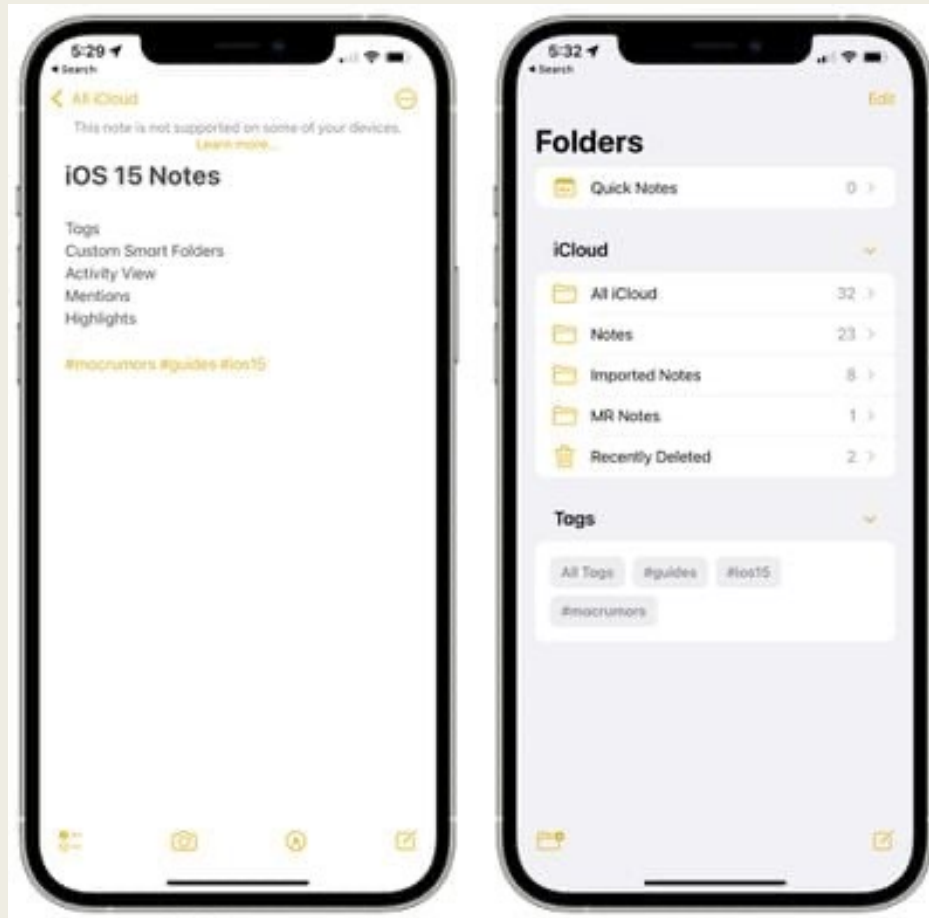 5:29
Search
All iCloud
This note is not supported on some of your devices.
Learn more...
iOS 15 Notes
Tags
Custom Smart Folders
Activity View
Mentions
Highlights
#macrumors #guides #ios15
5:32
Search
Edit
Folders
Quick Notes 0
iCloud
All iCloud 32
Notes 23
Imported Notes 8
MR Notes 1
Recently Deleted 2
Tags
All Tags #guides #ios15
#macrumors